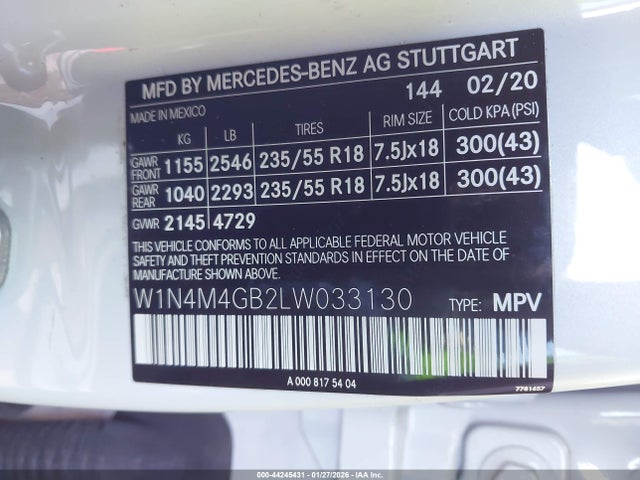 MFD BY MERCEDES-BENZ AG STUTTGART
144 02/20
MADE IN MEXICO
KG LB TIRES RIM SIZE COLD KPA(PSI)
GAWR FRONT 1155 2546 235/55 R18 7.5Jx18 300(43)
GAWR REAR 1040 2293 235/55 R18 7.5Jx18 300(43)
GVWR 2145 4729
THIS VEHICLE CONFORMS TO ALL APPLICABLE FEDERAL MOTOR VEHICLE
SAFETY AND THEFT PREVENTION STANDARDS IN EFFECT ON THE DATE
OF MANUFACTURE SHOWN ABOVE.
W1N4M4GB2LW033130 TYPE: MPV
A 000 817 54 04
000-44245431 - 01/27/2026 - COPART